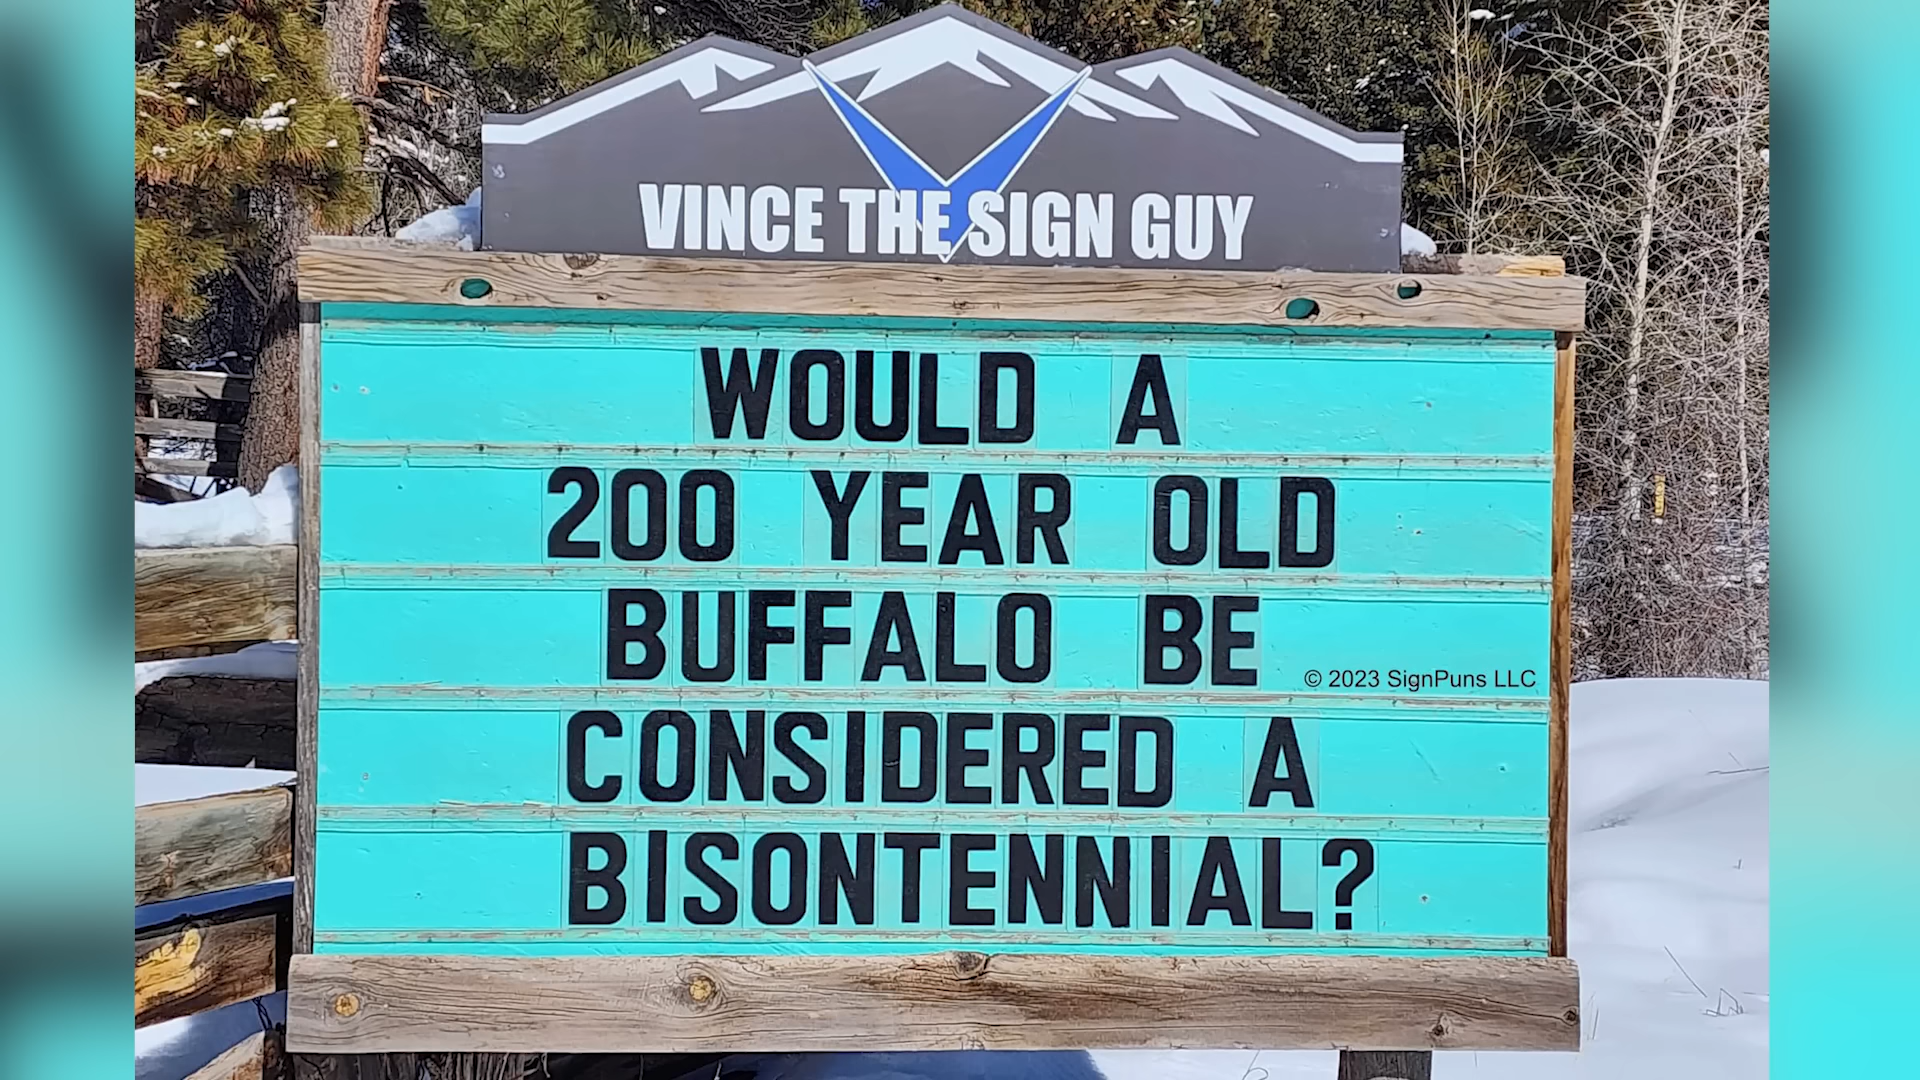 VINCE THE SIGN GUY
WOULD A
200 YEAR OLD
BUFFALO BE
© 2023 SignPuns LLC
CONSIDERED A
BISONTENNIAL?